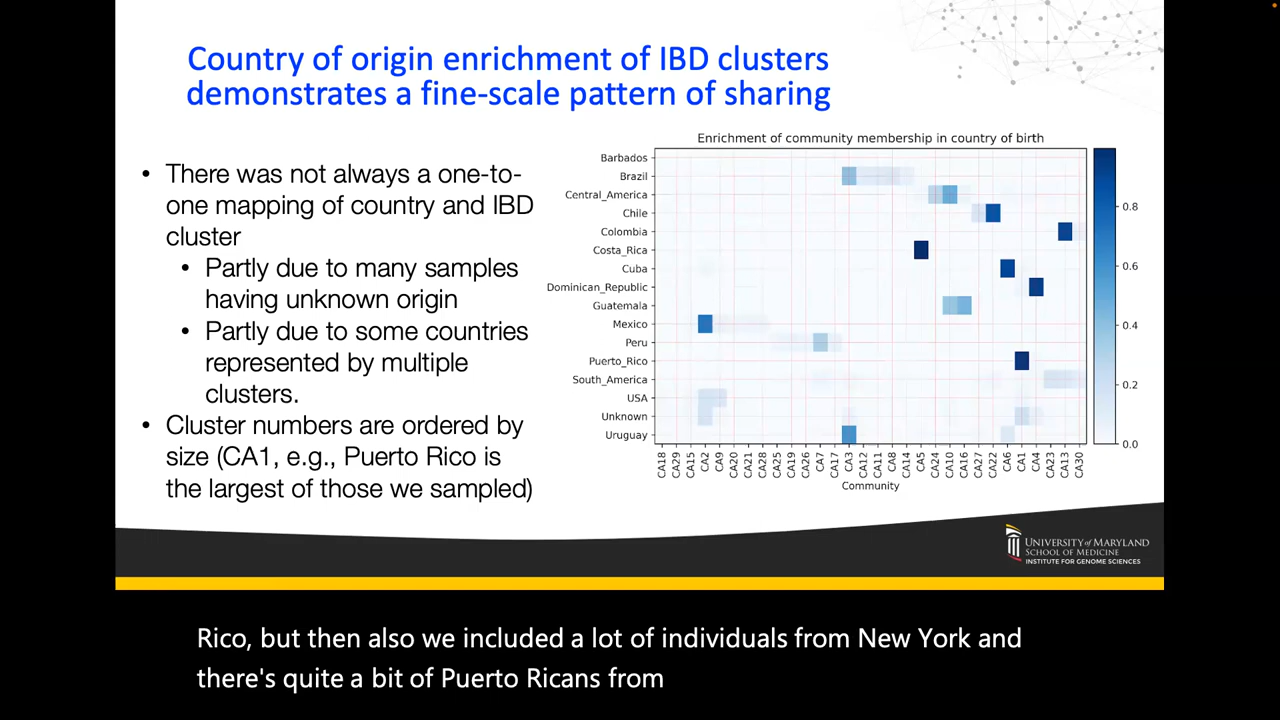 Country of origin enrichment of IBD clusters
demonstrates a fine-scale pattern of sharing
• There was not always a one-to-
one mapping of country and IBD
cluster
• Partly due to many samples
having unknown origin
• Partly due to some countries
represented by multiple
clusters.
• Cluster numbers are ordered by
size (CA1, e.g., Puerto Rico is
the largest of those we sampled)
Enrichment of community membership in country of birth
Barbados
Brazil
Central_America
Chile
Colombia
Costa_Rica
Cuba
Dominican_Republic
Guatemala
Mexico
Peru
Puerto_Rico
South_America
USA
Unknown
Uruguay
CA18
CA29
CA15
CA2
CA9
CA20
CA21
CA28
CA25
CA19
CA26
CA7
CA17
CA3
CA12
CA11
CA8
CA14
CA5
CA24
CA10
CA16
CA27
CA22
CA6
CA1
CA4
CA23
CA13
CA30
Community
0.8
0.6
0.4
0.2
0.0
UNIVERSITY of MARYLAND
SCHOOL OF MEDICINE
INSTITUTE FOR GENOME SCIENCES
Rico, but then also we included a lot of individuals from New York and
there's quite a bit of Puerto Ricans from